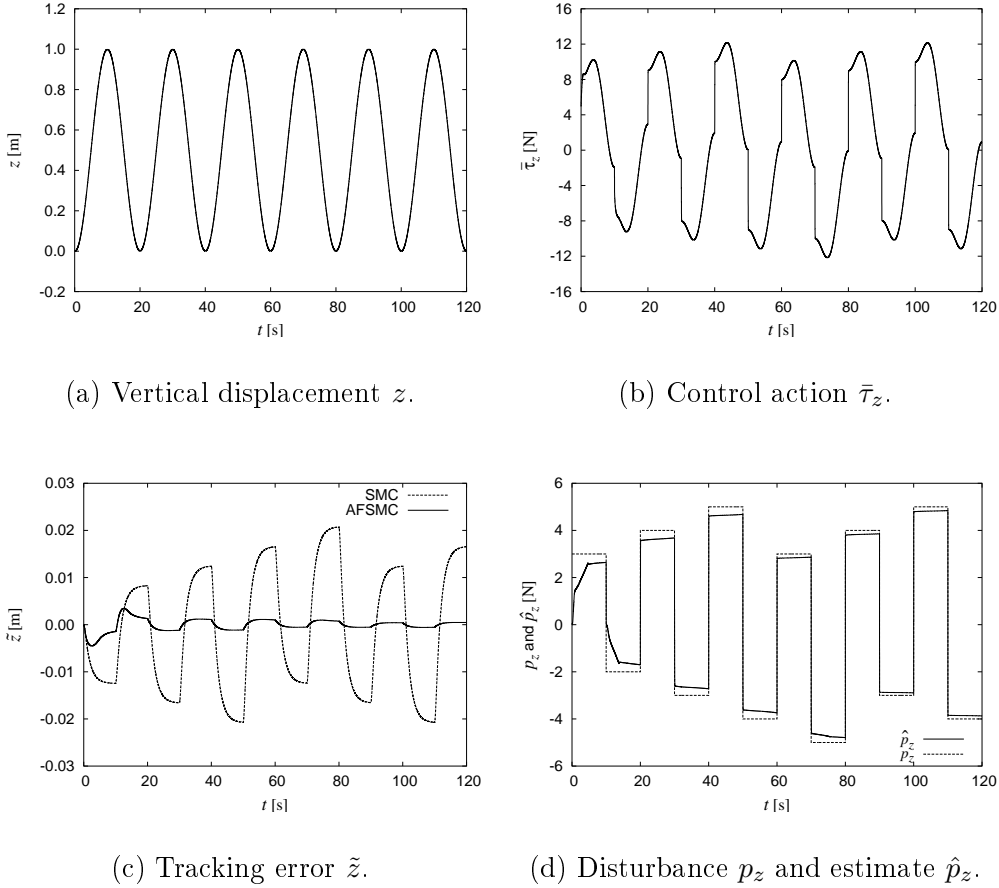 1.2
1.0
0.8
0.6
0.4
0.2
0.0
-0.2
z [m]
0 20 40 60 80 100 120
t [s]
(a) Vertical displacement z.
16
12
8
4
0
-4
-8
-12
-16
τ̄z [N]
0 20 40 60 80 100 120
t [s]
(b) Control action τ̄z.
0.03
0.02
0.01
0.00
-0.01
-0.02
-0.03
z̃ [m]
SMC
AFSMC
0 20 40 60 80 100 120
t [s]
(c) Tracking error z̃.
6
4
2
0
-2
-4
-6
pz and p̂z [N]
p̂z
pz
0 20 40 60 80 100 120
t [s]
(d) Disturbance pz and estimate p̂z.